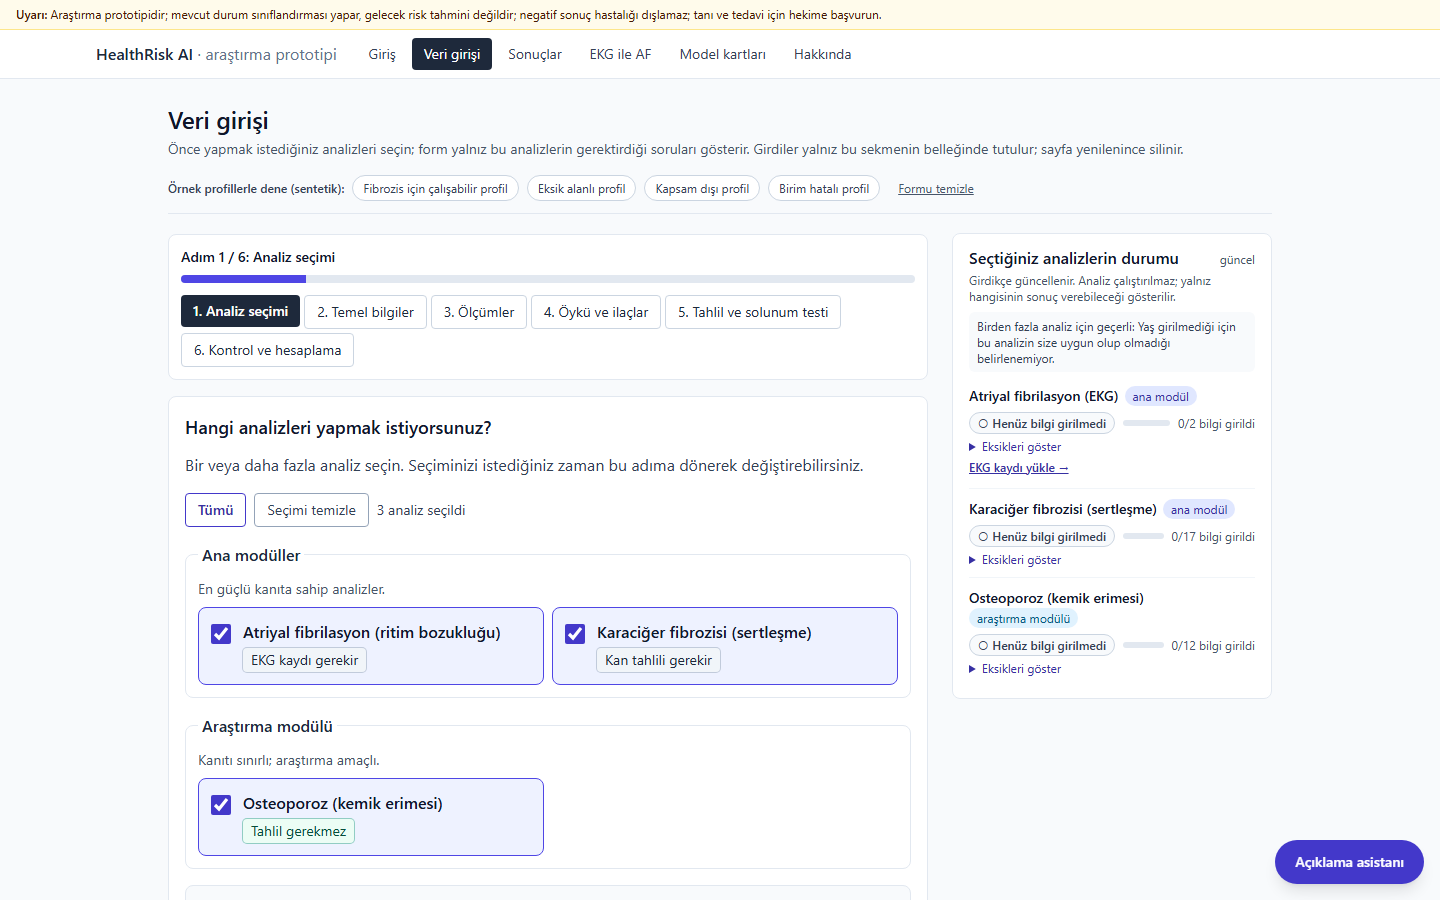 Uyarı: Araştırma prototipidir; mevcut durum sınıflandırması yapar, gelecek risk tahmini değildir; negatif sonuç hastalığı dışlamaz; tanı ve tedavi için hekime başvurun.
HealthRisk AI · araştırma prototipi
Giriş
Veri girişi
Sonuçlar
EKG ile AF
Model kartları
Hakkında
Veri girişi
Önce yapmak istediğiniz analizleri seçin; form yalnız bu analizlerin gerektirdiği soruları gösterir. Girdiler yalnız bu sekmenin belleğinde tutulur; sayfa yenilenince silinir.
Örnek profillerle dene (sentetik):
Fibrozis için çalışabilir profil
Eksik alanlı profil
Kapsam dışı profil
Birim hatalı profil
Formu temizle
Adım 1 / 6: Analiz seçimi
1. Analiz seçimi
2. Temel bilgiler
3. Ölçümler
4. Öykü ve ilaçlar
5. Tahlil ve solunum testi
6. Kontrol ve hesaplama
Hangi analizleri yapmak istiyorsunuz?
Bir veya daha fazla analiz seçin. Seçiminizi istediğiniz zaman bu adıma dönerek değiştirebilirsiniz.
Tümü
Seçimi temizle
3 analiz seçildi
Ana modüller
En güçlü kanıta sahip analizler.
Atriyal fibrilasyon (ritim bozukluğu)
EKG kaydı gerekir
Karaciğer fibrozisi (sertleşme)
Kan tahlili gerekir
Araştırma modülü
Kanıtı sınırlı; araştırma amaçlı.
Osteoporoz (kemik erimesi)
Tahlil gerekmez
Seçtiğiniz analizlerin durumu
güncel
Girdikçe güncellenir. Analiz çalıştırılmaz; yalnız
hangisinin sonuç verebileceği gösterilir.
Birden fazla analiz için geçerli: Yaş girilmediği için
bu analizin size uygun olup olmadığı
belirlenemiyor.
Atriyal fibrilasyon (EKG)
ana modül
Henüz bilgi girilmedi
0/2 bilgi girildi
Eksikleri göster
EKG kaydı yükle →
Karaciğer fibrozisi (sertleşme)
ana modül
Henüz bilgi girilmedi
0/17 bilgi girildi
Eksikleri göster
Osteoporoz (kemik erimesi)
araştırma modülü
Henüz bilgi girilmedi
0/12 bilgi girildi
Eksikleri göster
Açıklama asistanı